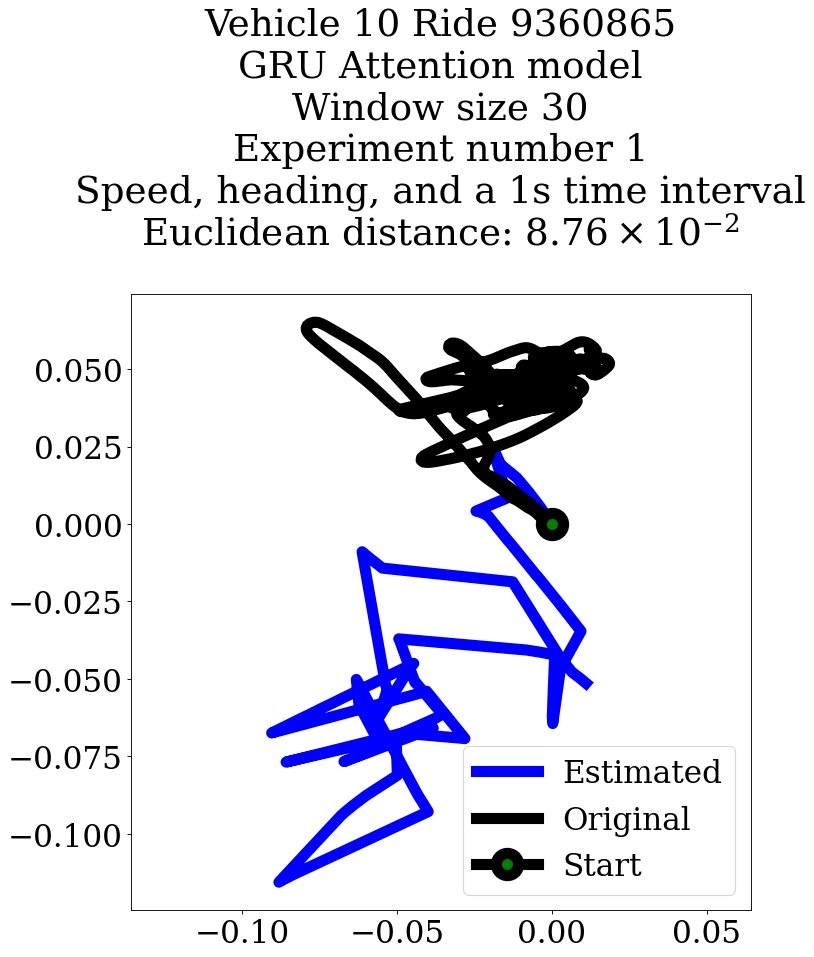 Vehicle 10 Ride 9360865
GRU Attention model
Window size 30
Experiment number 1
Speed, heading, and a 1s time interval
Euclidean distance: 8.76 × 10⁻²
0.050
0.025
0.000
−0.025
−0.050
−0.075
−0.100
Estimated
Original
Start
−0.10
−0.05
0.00
0.05